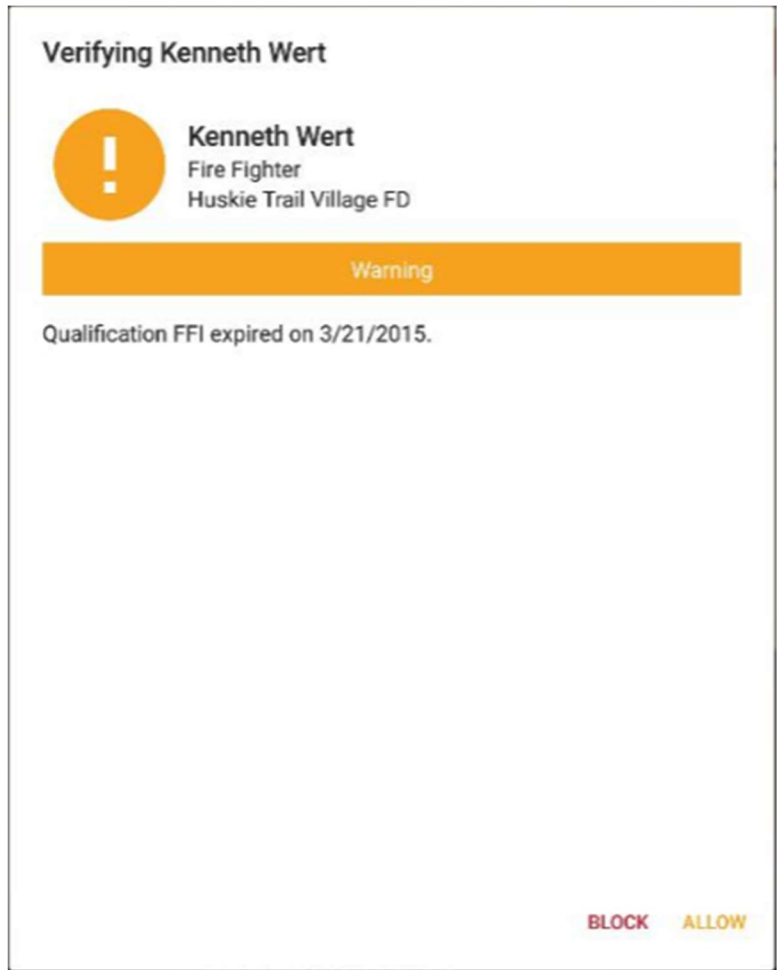 Verifying Kenneth Wert
!
Kenneth Wert
Fire Fighter
Huskie Trail Village FD
Warning
Qualification FFI expired on 3/21/2015.
BLOCK ALLOW